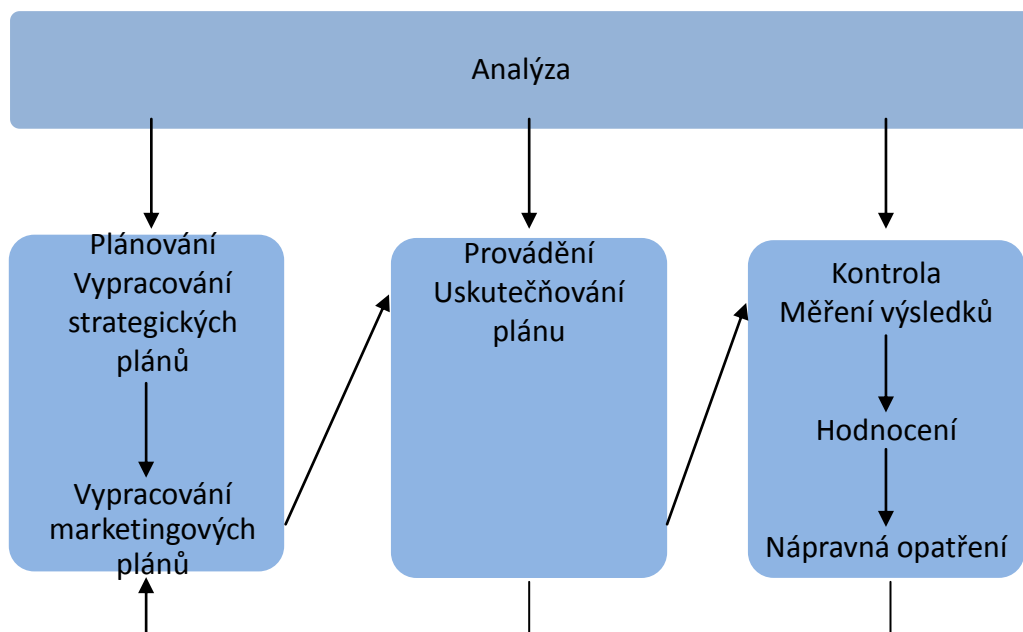 Analýza
Plánování
Vypracování
strategických
plánů
Vypracování
marketingových
plánů
Provádění
Uskutečňování
plánu
Kontrola
Měření výsledků
Hodnocení
Nápravná opatření